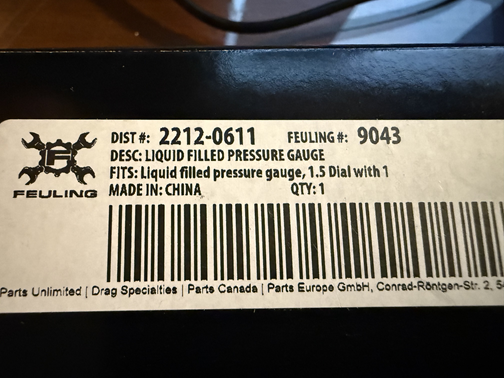 DIST #: 2212-0611 FEULING #: 9043
DESC: LIQUID FILLED PRESSURE GAUGE
FITS: Liquid filled pressure gauge, 1.5 Dial with 1
MADE IN: CHINA QTY: 1
F
FEULING
Parts Unlimited | Drag Specialties | Parts Canada | Parts Europe GmbH, Conrad-Röntgen-Str. 2,